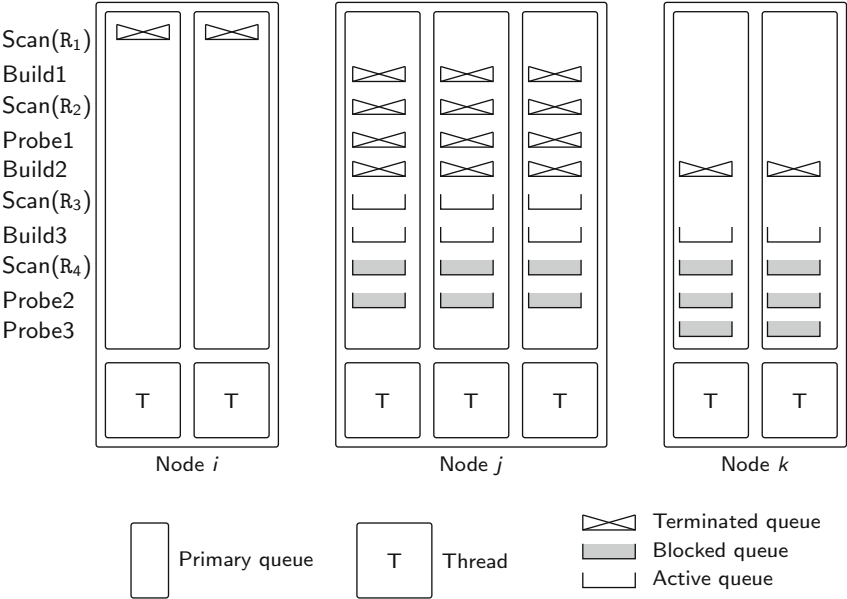 Scan(R₁)
Build1
Scan(R₂)
Probe1
Build2
Scan(R₃)
Build3
Scan(R₄)
Probe2
Probe3
T T T T T T T
Node i Node j Node k
Primary queue
T
Thread
Terminated queue
Blocked queue
Active queue